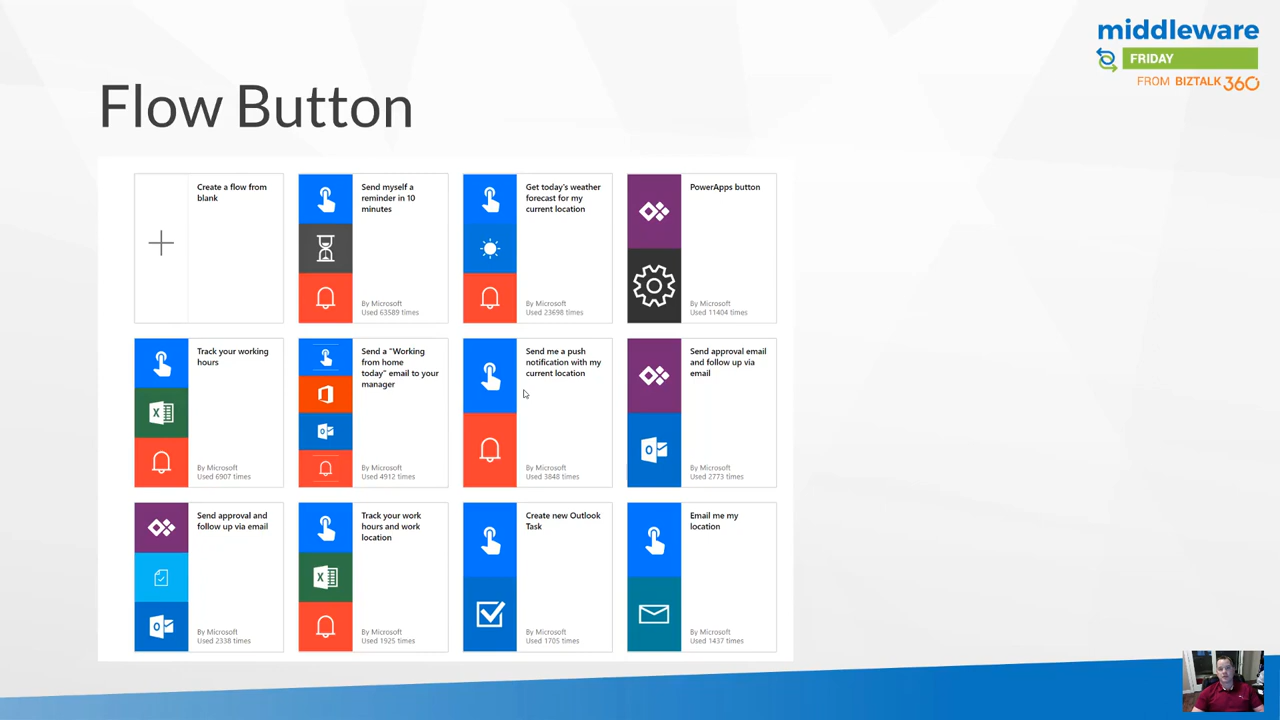 middleware
FRIDAY
FROM BIZTALK 360
Flow Button
Create a flow from
blank
Send myself a
reminder in 10
minutes
By Microsoft
Used 63589 times
Get today's weather
forecast for my
current location
By Microsoft
Used 23698 times
PowerApps button
By Microsoft
Used 11404 times
Track your working
hours
By Microsoft
Used 6907 times
Send a "Working
from home
today" email to your
manager
By Microsoft
Used 4912 times
Send me a push
notification with my
current location
By Microsoft
Used 3848 times
Send approval email
and follow up via
email
By Microsoft
Used 2773 times
Send approval and
follow up via email
By Microsoft
Used 2338 times
Track your work
hours and work
location
By Microsoft
Used 1925 times
Create new Outlook
Task
By Microsoft
Used 1705 times
Email me my
location
By Microsoft
Used 1437 times